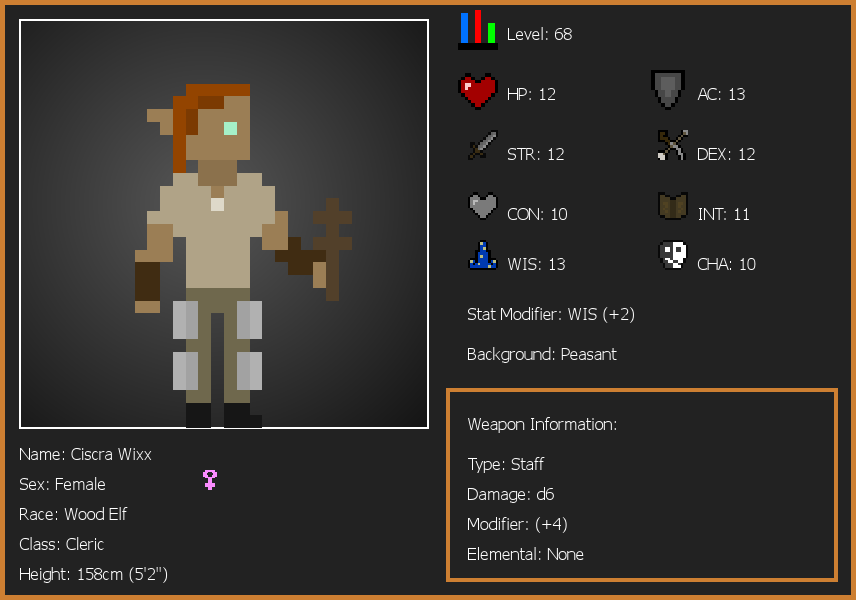 Level: 68
HP: 12
AC: 13
STR: 12
DEX: 12
CON: 10
INT: 11
WIS: 13
CHA: 10
Stat Modifier: WIS (+2)
Background: Peasant
Weapon Information:
Type: Staff
Damage: d6
Modifier: (+4)
Elemental: None
Name: Ciscra Wixx
Sex: Female
Race: Wood Elf
Class: Cleric
Height: 158cm (5'2")